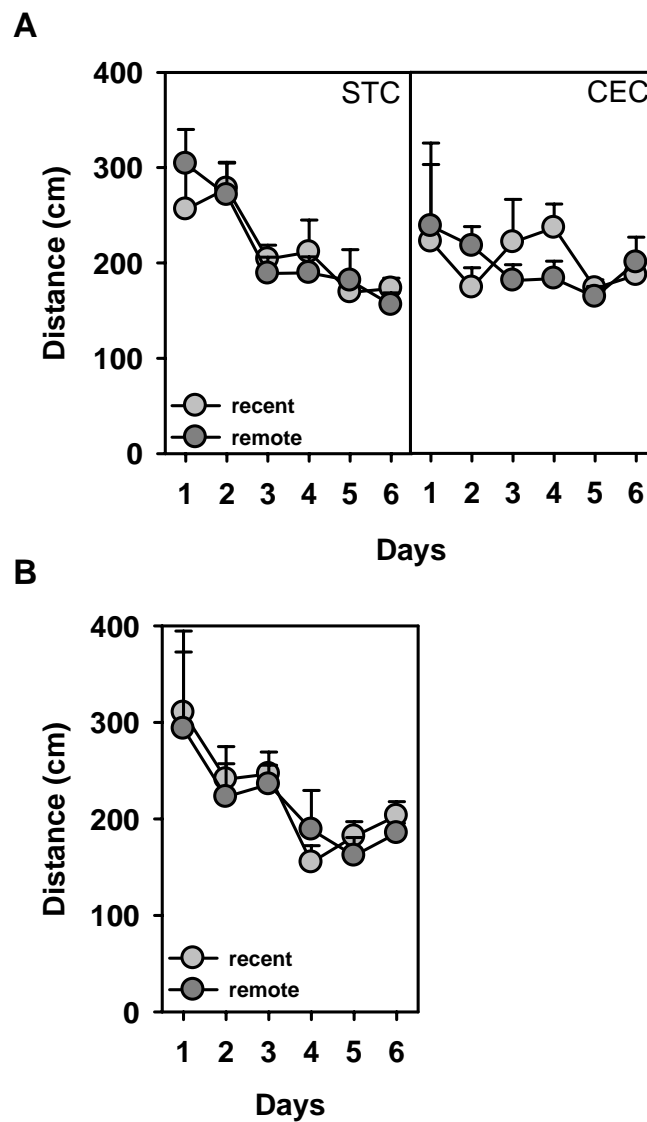 A
400
300
200
100
0
Distance (cm)
STC
CEC
recent
remote
1 2 3 4 5 6 1 2 3 4 5 6
Days
B
400
300
200
100
0
Distance (cm)
recent
remote
1 2 3 4 5 6
Days